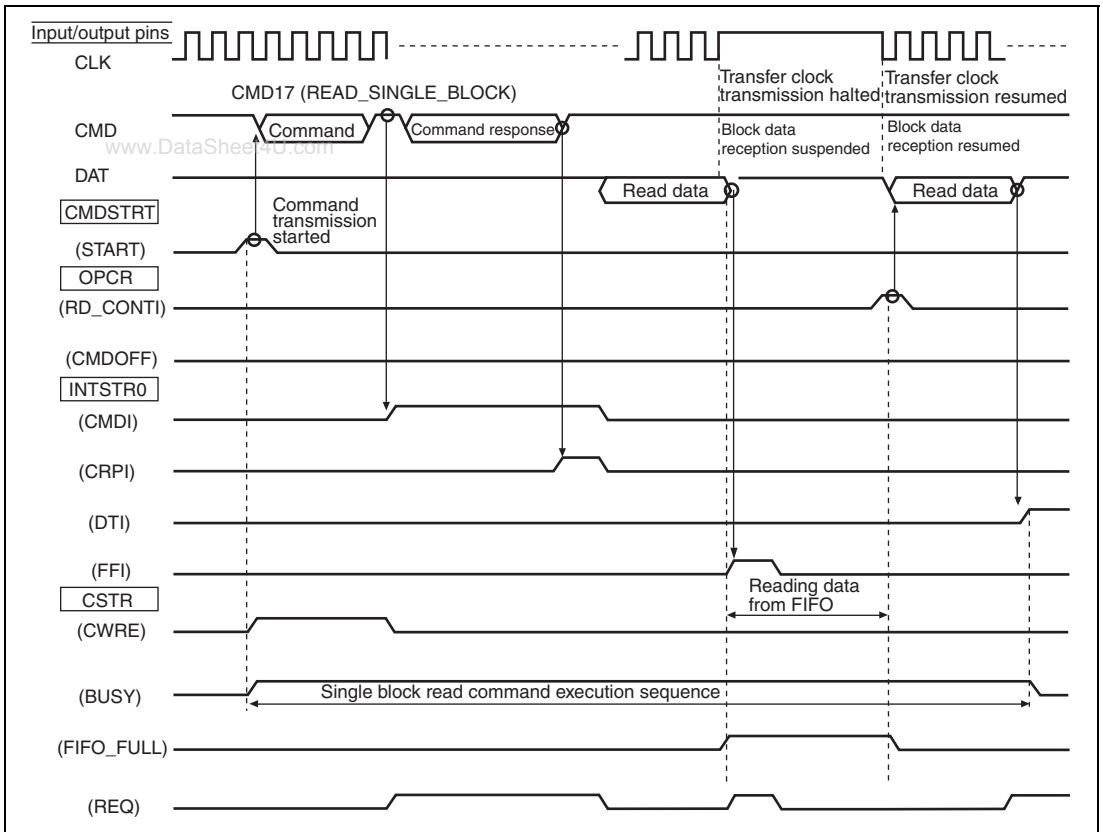 Input/output pins
CLK
Transfer clock
transmission halted
Transfer clock
transmission resumed
CMD17 (READ_SINGLE_BLOCK)
CMD
Command
Command response
Block data
reception suspended
Block data
reception resumed
www.DataSheet4U.com
DAT
Read data
Read data
CMDSTRT
Command
transmission
started
(START)
OPCR
(RD_CONTI)
(CMDOFF)
INTSTR0
(CMDI)
(CRPI)
(DTI)
(FFI)
Reading data
from FIFO
CSTR
(CWRE)
(BUSY)
Single block read command execution sequence
(FIFO_FULL)
(REQ)